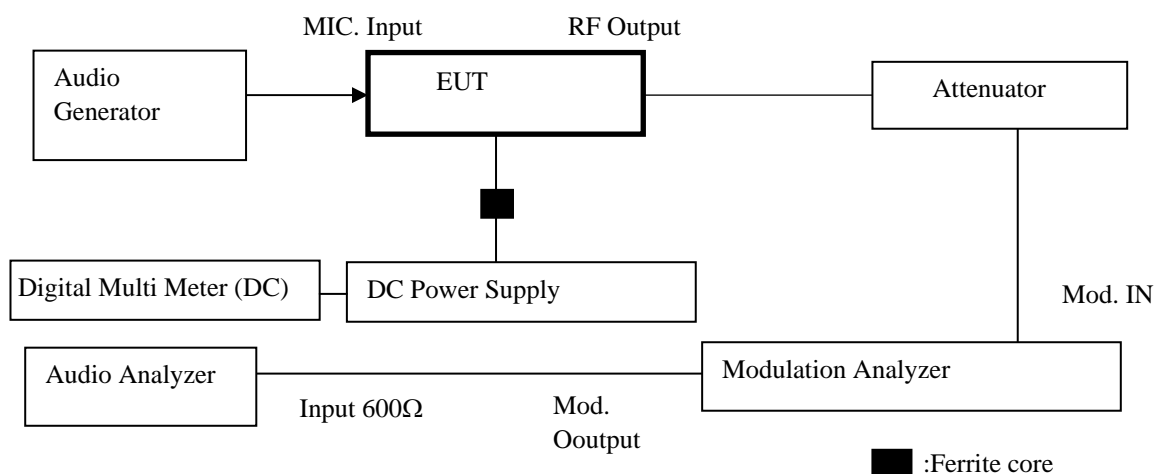 MIC. Input
RF Output
Audio
Generator
EUT
Attenuator
Digital Multi Meter (DC)
DC Power Supply
Mod. IN
Audio Analyzer
Modulation Analyzer
Input 600Ω
Mod.
Ooutput
:Ferrite core